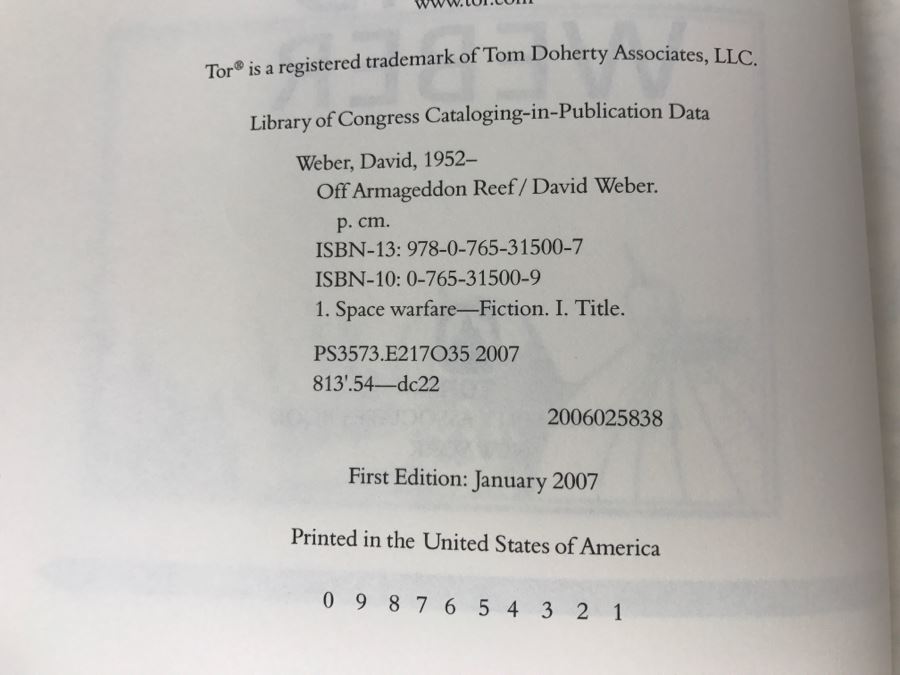 www.tor.com
Tor® is a registered trademark of Tom Doherty Associates, LLC.
Library of Congress Cataloging-in-Publication Data
Weber, David, 1952–
Off Armageddon Reef / David Weber.
p. cm.
ISBN-13: 978-0-765-31500-7
ISBN-10: 0-765-31500-9
1. Space warfare—Fiction. I. Title.
PS3573.E217O35 2007
813'.54—dc22
2006025838
First Edition: January 2007
Printed in the United States of America
0 9 8 7 6 5 4 3 2 1